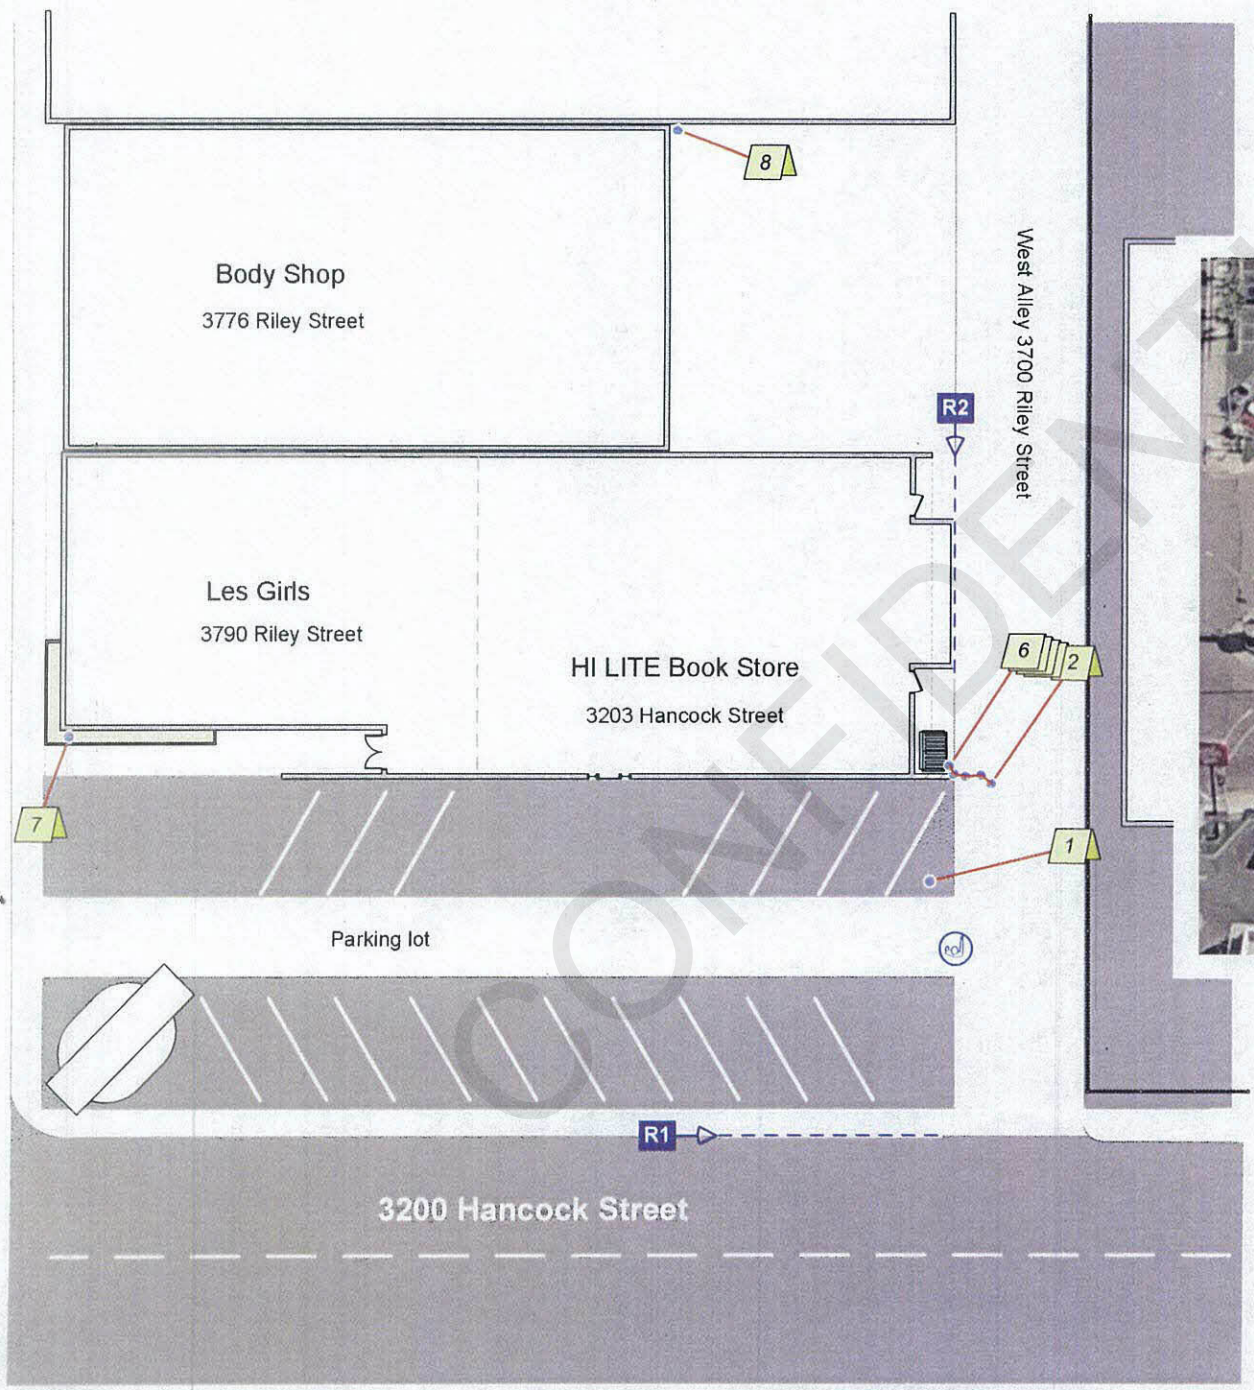 8
Body Shop
3776 Riley Street
West Alley 3700 Riley Street
R2
Les Girls
3790 Riley Street
HI LITE Book Store
3203 Hancock Street
6
2
7
1
Parking lot
R1
3200 Hancock Street
CONFIDENT